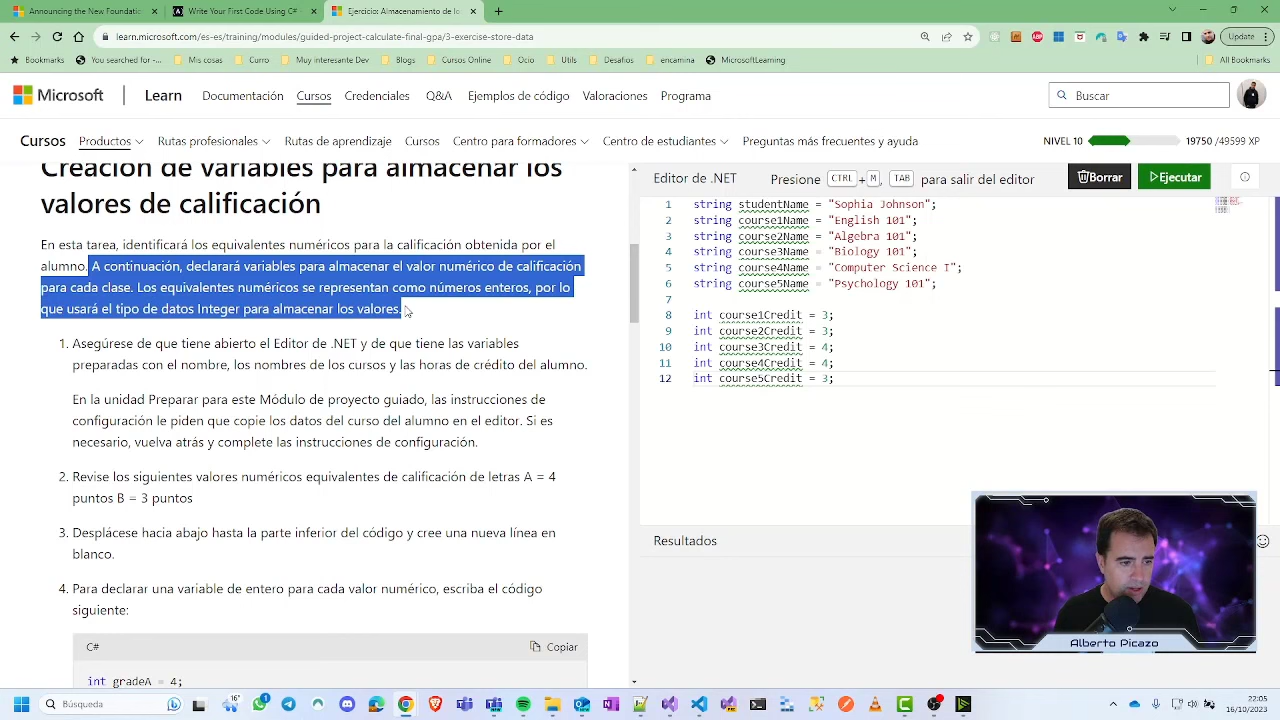 Announcing the New Foundatic
Write Your First Code Using C#
Ejercicio: Almacenamiento de lo
learn.microsoft.com/es-es/training/modules/guided-project-calculate-final-gpa/3-exercise-store-data
Update
Bookmarks
You searched for -...
Mis cosas
Curro
Muy interesante Dev
Blogs
Cursos Online
Ocio
Utils
Desafios
encamina
MicrosoftLearning
All Bookmarks
Microsoft
Learn
Documentación
Cursos
Credenciales
Q&A
Ejemplos de código
Valoraciones
Programa
Buscar
Cursos
Productos
Rutas profesionales
Rutas de aprendizaje
Cursos
Centro para formadores
Centro de estudiantes
Preguntas más frecuentes y ayuda
NIVEL 10
19750 /49599 XP
Creación de variables para almacenar los
valores de calificación
En esta tarea, identificará los equivalentes numéricos para la calificación obtenida por el
alumno. A continuación, declarará variables para almacenar el valor numérico de calificación
para cada clase. Los equivalentes numéricos se representan como números enteros, por lo
que usará el tipo de datos Integer para almacenar los valores.
1. Asegúrese de que tiene abierto el Editor de .NET y de que tiene las variables
preparadas con el nombre, los nombres de los cursos y las horas de crédito del alumno.
En la unidad Preparar para este Módulo de proyecto guiado, las instrucciones de
configuración le piden que copie los datos del curso del alumno en el editor. Si es
necesario, vuelva atrás y complete las instrucciones de configuración.
2. Revise los siguientes valores numéricos equivalentes de calificación de letras A = 4
puntos B = 3 puntos
3. Desplácese hacia abajo hasta la parte inferior del código y cree una nueva línea en
blanco.
4. Para declarar una variable de entero para cada valor numérico, escriba el código
siguiente:
C#
Copiar
int gradeA = 4;
Editor de .NET
Presione CTRL + M, TAB para salir del editor
Borrar
Ejecutar
1 string studentName = "Sophia Johnson";
2 string course1Name = "English 101";
3 string course2Name = "Algebra 101";
4 string course3Name = "Biology 101";
5 string course4Name = "Computer Science I";
6 string course5Name = "Psychology 101";
7
8 int course1Credit = 3;
9 int course2Credit = 3;
10 int course3Credit = 4;
11 int course4Credit = 4;
12 int course5Credit = 3;
Resultados
Alberto Picazo
Búsqueda
16°
1
22:05
16/10/2023